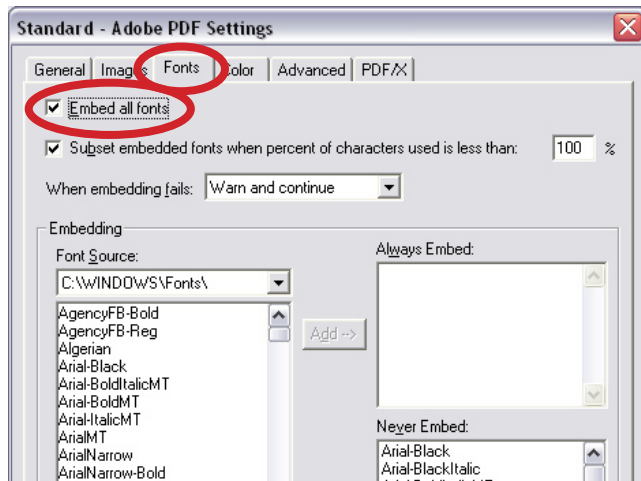 Standard - Adobe PDF Settings
General Images Fonts Color Advanced PDF/X
Embed all fonts
Subset embedded fonts when percent of characters used is less than: 100 %
When embedding fails: Warn and continue
Embedding
Font Source:
C:\WINDOWS\Fonts\
AgencyFB-Bold
AgencyFB-Reg
Algerian
Arial-Black
Arial-BoldItalicMT
Arial-BoldMT
Arial-ItalicMT
ArialMT
ArialNarrow
ArialNarrow-Bold
Add -->
Always Embed:
Never Embed:
Arial-Black
Arial-BlackItalic